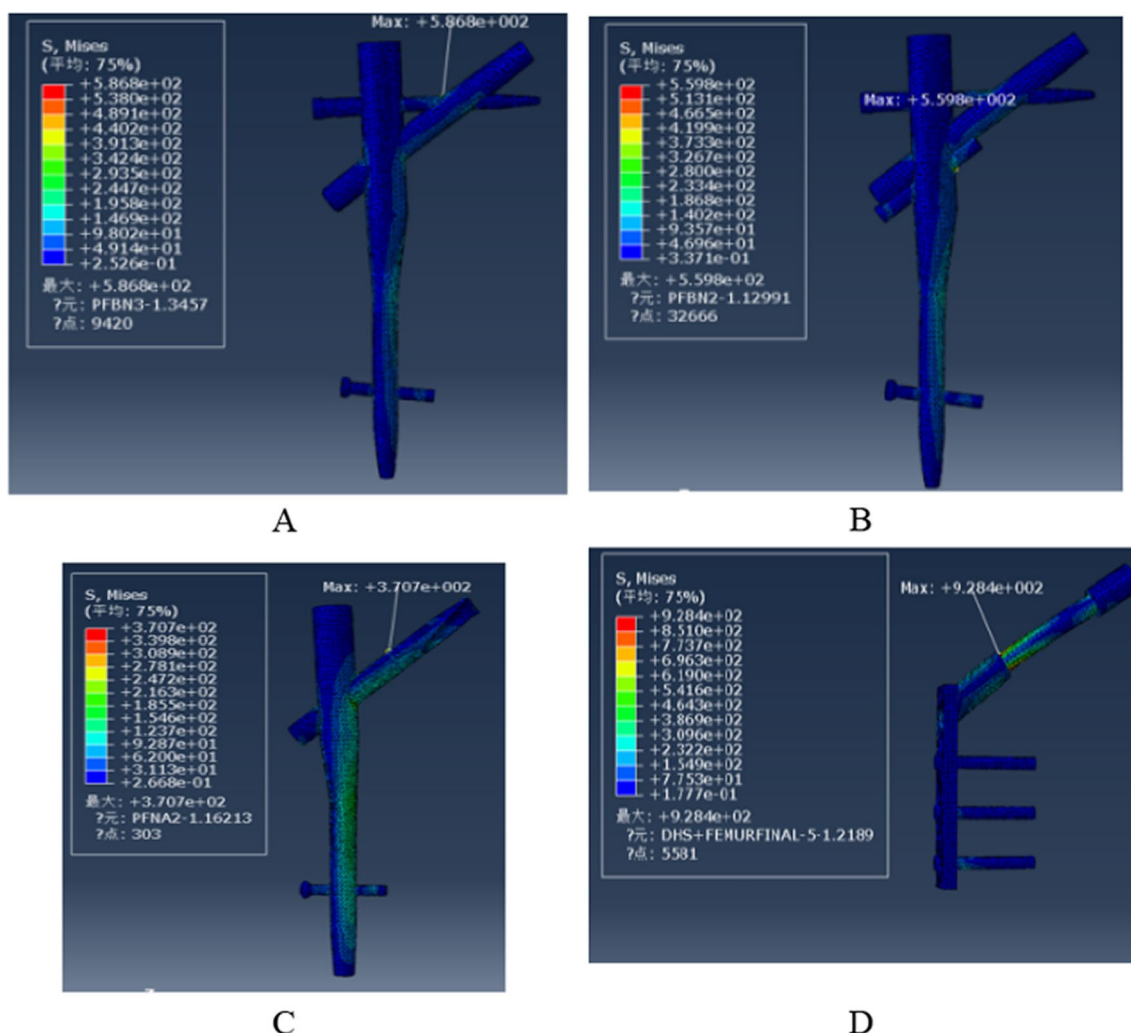 Max: +5.868e+002
S, Mises
(平均: 75%)
+5.868e+02
+5.380e+02
+4.891e+02
+4.402e+02
+3.913e+02
+3.424e+02
+2.935e+02
+2.447e+02
+1.958e+02
+1.469e+02
+9.802e+01
+4.914e+01
+2.526e-01
最大: +5.868e+02
?元: PFBN3-1.3457
?点: 9420
A
S, Mises
(平均: 75%)
+5.598e+02
+5.131e+02
+4.665e+02
+4.199e+02
+3.733e+02
+3.267e+02
+2.800e+02
+2.334e+02
+1.868e+02
+1.402e+02
+9.357e+01
+4.696e+01
+3.371e-01
最大: +5.598e+02
?元: PFBN2-1.12991
?点: 32666
Max: +5.598e+002
B
S, Mises
(平均: 75%)
+3.707e+02
+3.398e+02
+3.089e+02
+2.781e+02
+2.472e+02
+2.163e+02
+1.855e+02
+1.546e+02
+1.237e+02
+9.287e+01
+6.200e+01
+3.113e+01
+2.668e-01
最大: +3.707e+02
?元: PFNA2-1.16213
?点: 303
Max: +3.707e+002
C
S, Mises
(平均: 75%)
+9.284e+02
+8.510e+02
+7.737e+02
+6.963e+02
+6.190e+02
+5.416e+02
+4.643e+02
+3.869e+02
+3.096e+02
+2.322e+02
+1.549e+02
+7.753e+01
+1.777e-01
最大: +9.284e+02
?元: DHS+FEMURFINAL-5-1.2189
?点: 5581
Max: +9.284e+002
D